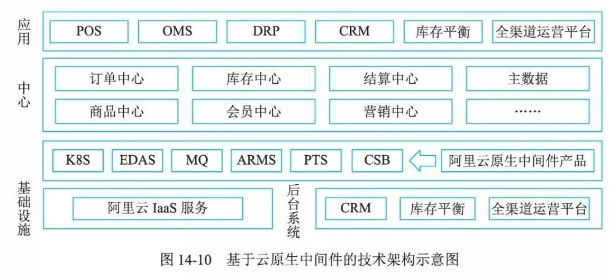 应用
POS OMS DRP CRM 库存平衡 全渠道运营平台
中心
订单中心 库存中心 结算中心 主数据
商品中心 会员中心 营销中心 ……
基础设施
K8S EDAS MQ ARMS PTS CSB 阿里云原生中间件产品
阿里云 IaaS 服务
后台系统
CRM 库存平衡 全渠道运营平台
图 14-10 基于云原生中间件的技术架构示意图